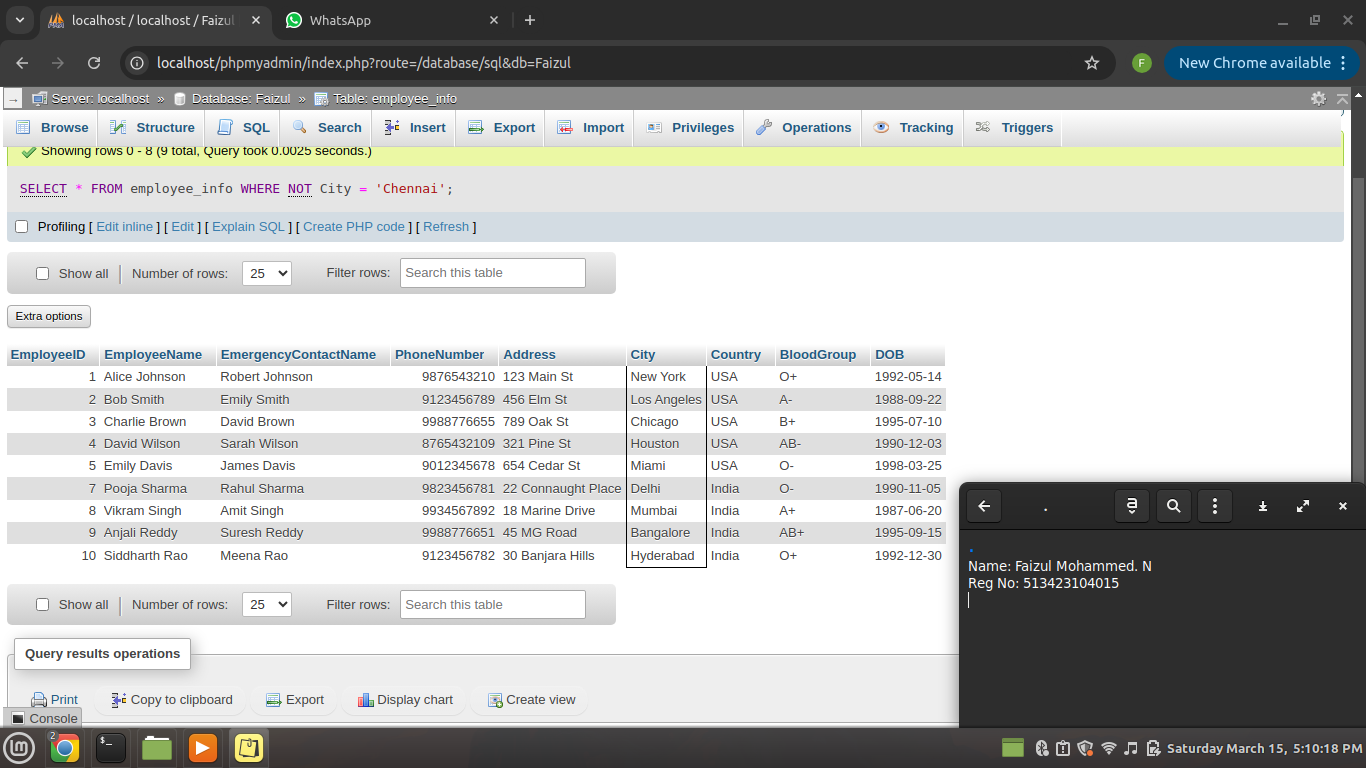 localhost / localhost / Faizul
WhatsApp
localhost/phpmyadmin/index.php?route=/database/sql&db=Faizul
F
New Chrome available
Server: localhost » Database: Faizul » Table: employee_info
Browse Structure SQL Search Insert Export Import Privileges Operations Tracking Triggers
Showing rows 0 - 8 (9 total, Query took 0.0025 seconds.)
SELECT * FROM employee_info WHERE NOT City = 'Chennai';
Profiling [ Edit inline ] [ Edit ] [ Explain SQL ] [ Create PHP code ] [ Refresh ]
Show all Number of rows: 25 Filter rows: Search this table
Extra options
EmployeeID EmployeeName EmergencyContactName PhoneNumber Address City Country BloodGroup DOB
1 Alice Johnson Robert Johnson 9876543210 123 Main St New York USA O+ 1992-05-14
2 Bob Smith Emily Smith 9123456789 456 Elm St Los Angeles USA A- 1988-09-22
3 Charlie Brown David Brown 9988776655 789 Oak St Chicago USA B+ 1995-07-10
4 David Wilson Sarah Wilson 8765432109 321 Pine St Houston USA AB- 1990-12-03
5 Emily Davis James Davis 9012345678 654 Cedar St Miami USA O- 1998-03-25
7 Pooja Sharma Rahul Sharma 9823456781 22 Connaught Place Delhi India O- 1990-11-05
8 Vikram Singh Amit Singh 9934567892 18 Marine Drive Mumbai India A+ 1987-06-20
9 Anjali Reddy Suresh Reddy 9988776651 45 MG Road Bangalore India AB+ 1995-09-15
10 Siddharth Rao Meena Rao 9123456782 30 Banjara Hills Hyderabad India O+ 1992-12-30
Show all Number of rows: 25 Filter rows: Search this table
Query results operations
Print Copy to clipboard Export Display chart Create view
Console
.
a
.
Name: Faizul Mohammed. N
Reg No: 513423104015
2
$_
Saturday March 15, 5:10:18 PM